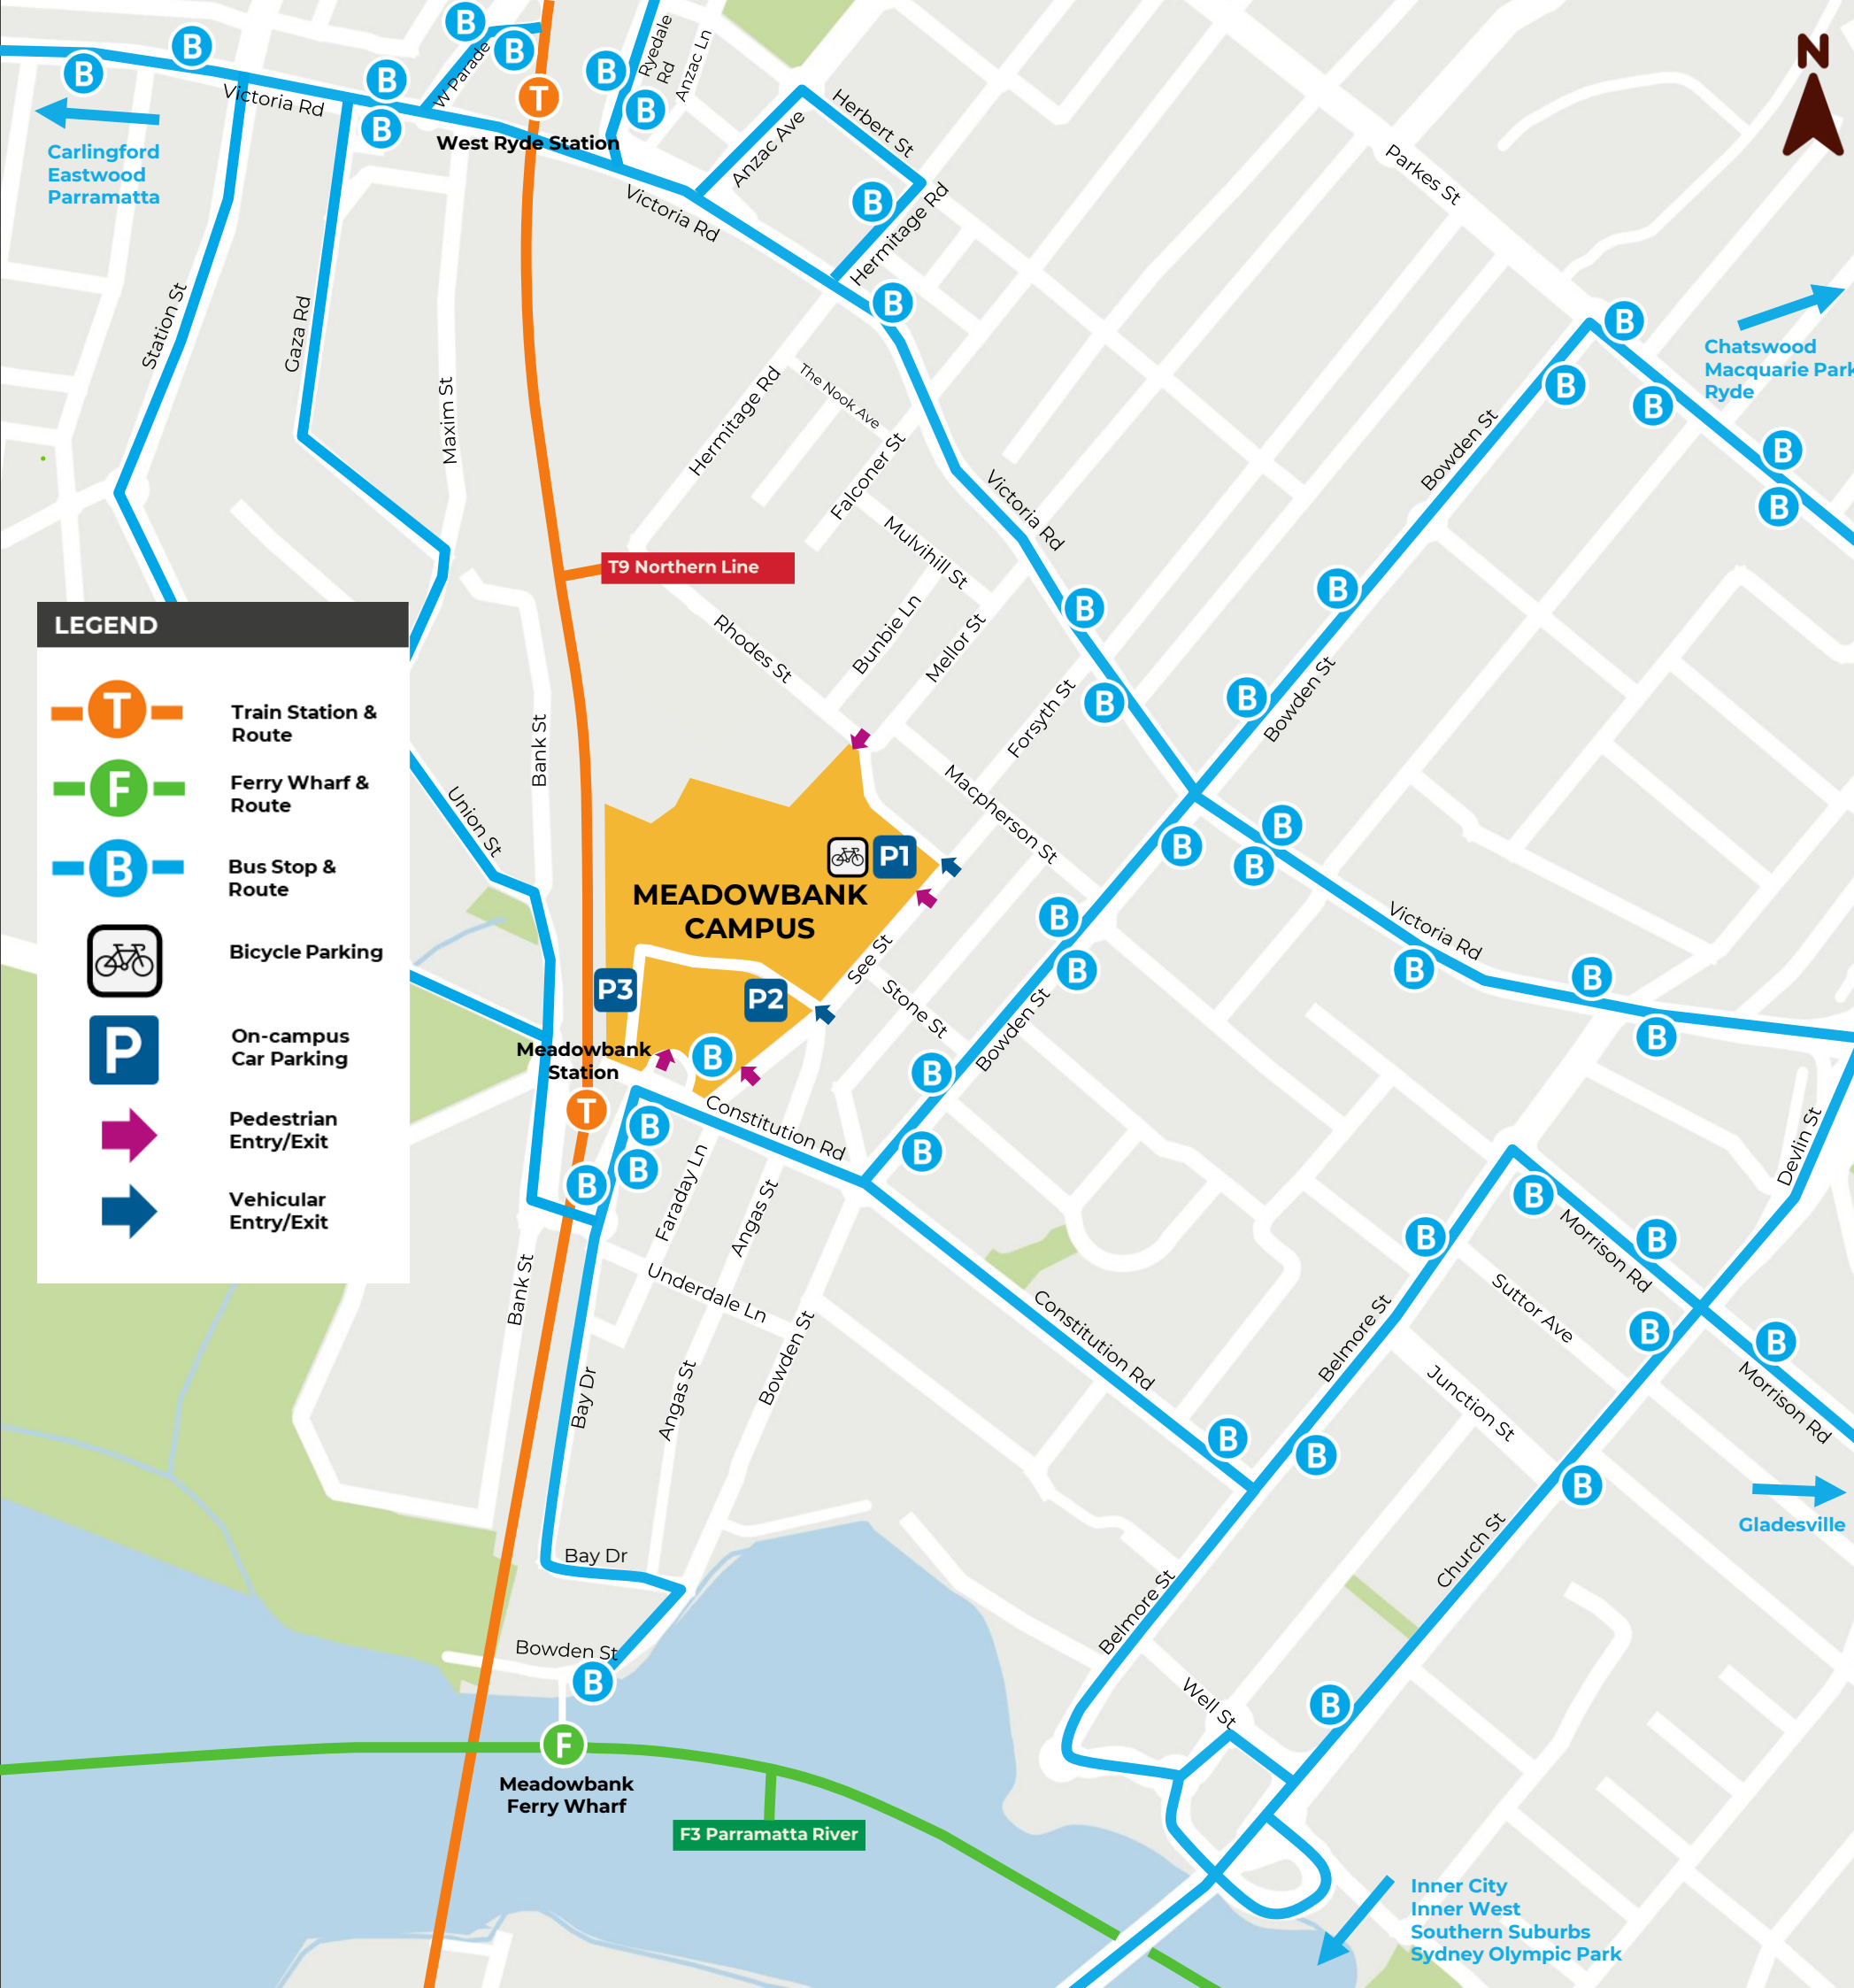 B
B
B
B
B
B
B
B
T
N
Ryedale
Rd
Anzac Ln
W Parade
Victoria Rd
West Ryde Station
Herbert St
Anzac Ave
B
Hermitage Rd
Parkes St
Carlingford
Eastwood
Parramatta
Victoria Rd
B
B
Chatswood
Macquarie Park
Ryde
B
B
B
B
Station St
Gaza Rd
Maxim St
Hermitage Rd
The Nook Ave
Falconer St
Mulvihill St
Victoria Rd
Bowden St
T9 Northern Line
B
B
B
B
Rhodes St
Bunbie Ln
Mellor St
Forsyth St
Bowden St
LEGEND
T
Train Station &
Route
F
Ferry Wharf &
Route
B
Bus Stop &
Route
Bicycle Parking
P
On-campus
Car Parking
Pedestrian
Entry/Exit
Vehicular
Entry/Exit
Bank St
Union St
Macpherson St
P1
MEADOWBANK
CAMPUS
B
B
B
B
B
Victoria Rd
B
B
B
See St
Stone St
P3
P2
B
Bowden St
Meadowbank
Station
T
B
B
B
B
B
Constitution Rd
Devlin St
Faraday Ln
Angas St
Underdale Ln
Bank St
Bay Dr
Angas St
Bowden St
Constitution Rd
B
B
B
Morrison Rd
Suttor Ave
B
B
Belmore St
Junction St
Morrison Rd
B
B
B
Gladesville
Church St
Bay Dr
Bowden St
B
Belmore St
Well St
B
F
Meadowbank
Ferry Wharf
F3 Parramatta River
Inner City
Inner West
Southern Suburbs
Sydney Olympic Park